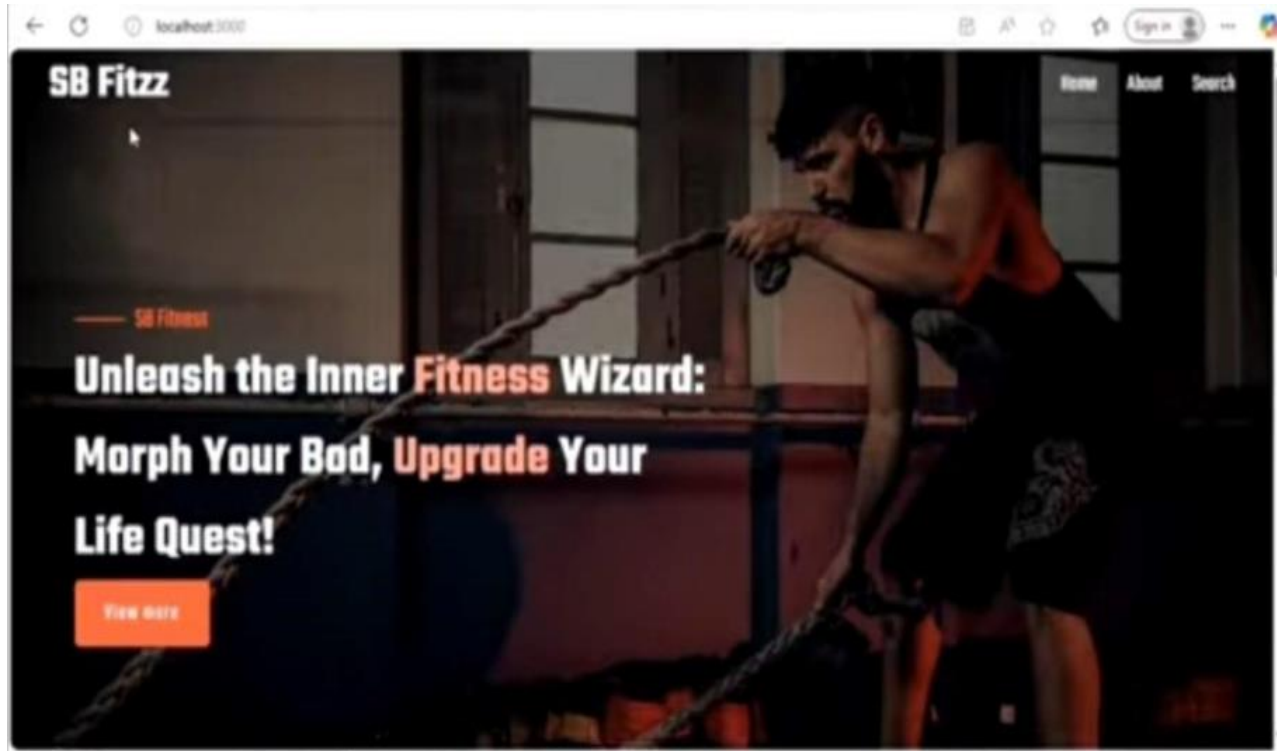 localhost:3000
Sign in
SB Fitzz
Home About Search
SB Fitness
Unleash the Inner Fitness Wizard:
Morph Your Bod, Upgrade Your
Life Quest!
View more